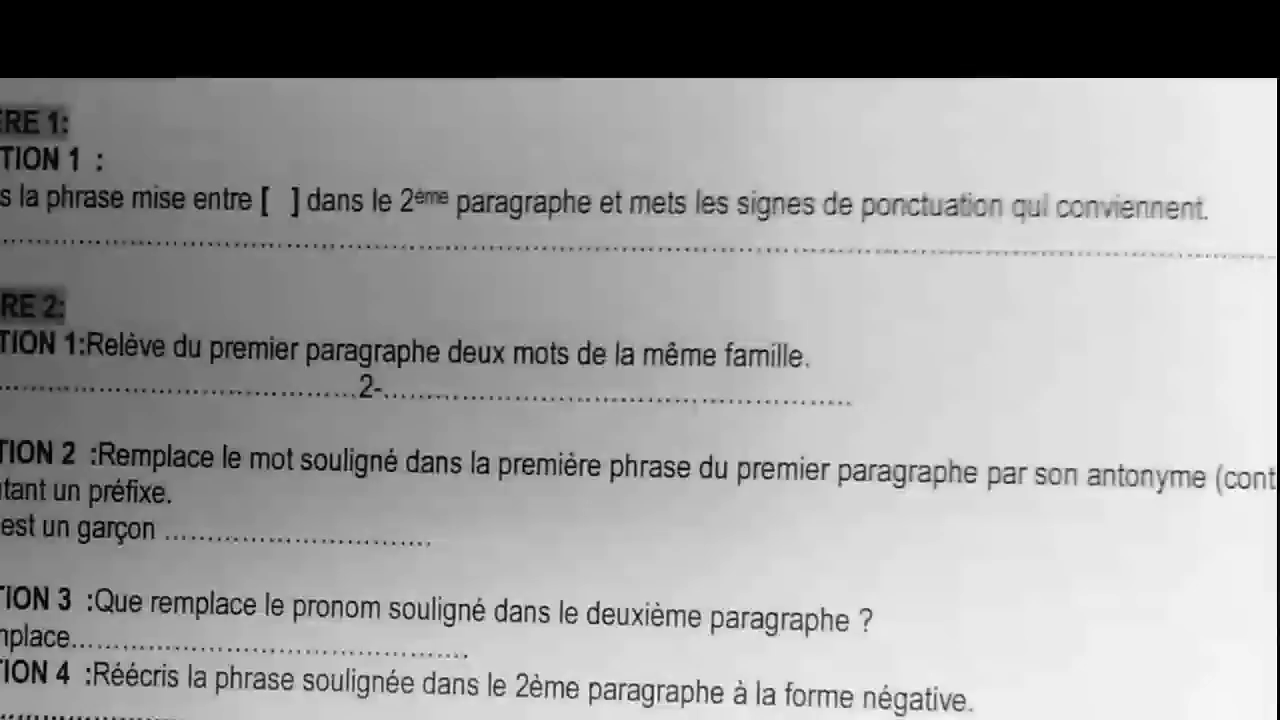 RE 1:
TION 1 :
s la phrase mise entre [ ] dans le 2ème paragraphe et mets les signes de ponctuation qui conviennent.
RE 2:
TION 1:Relève du premier paragraphe deux mots de la même famille.
2-
TION 2 :Remplace le mot souligné dans la première phrase du premier paragraphe par son antonyme (cont
tant un préfixe.
est un garçon
TION 3 :Que remplace le pronom souligné dans le deuxième paragraphe ?
nplace
TION 4 :Réécris la phrase soulignée dans le 2ème paragraphe à la forme négative.